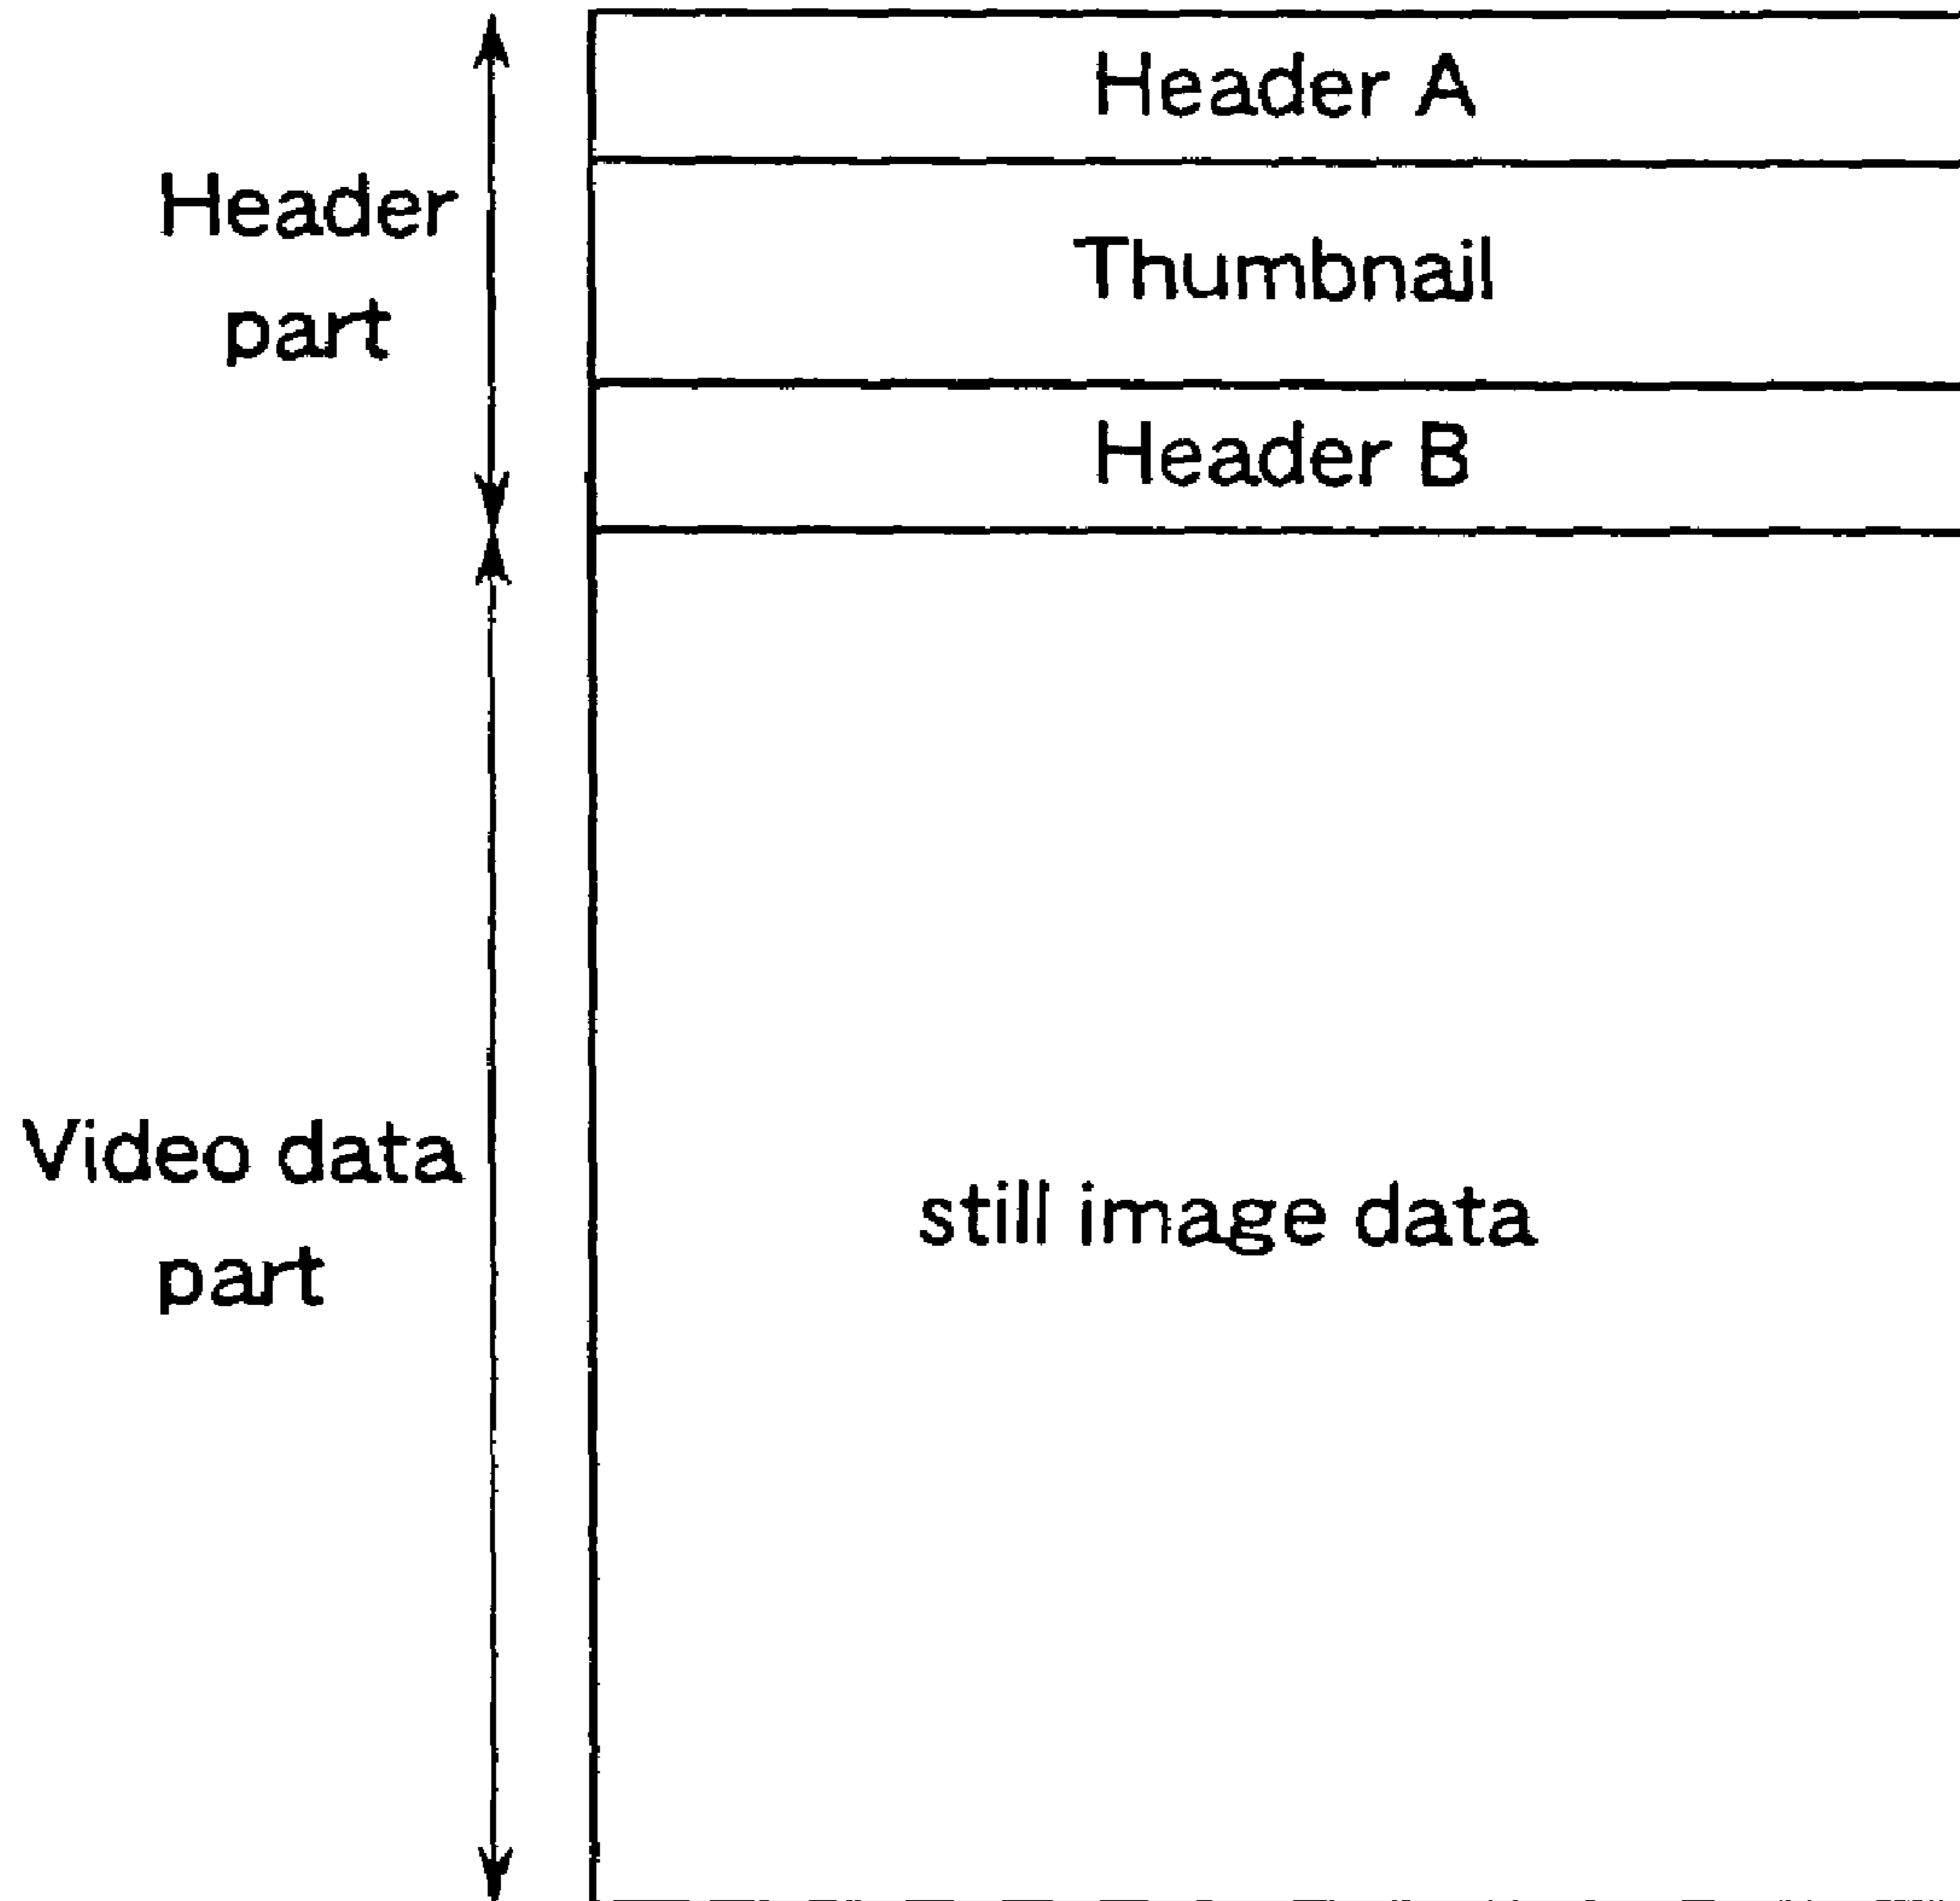 Header A
Header
part
Thumbnail
Header B
Video data
part
still image data